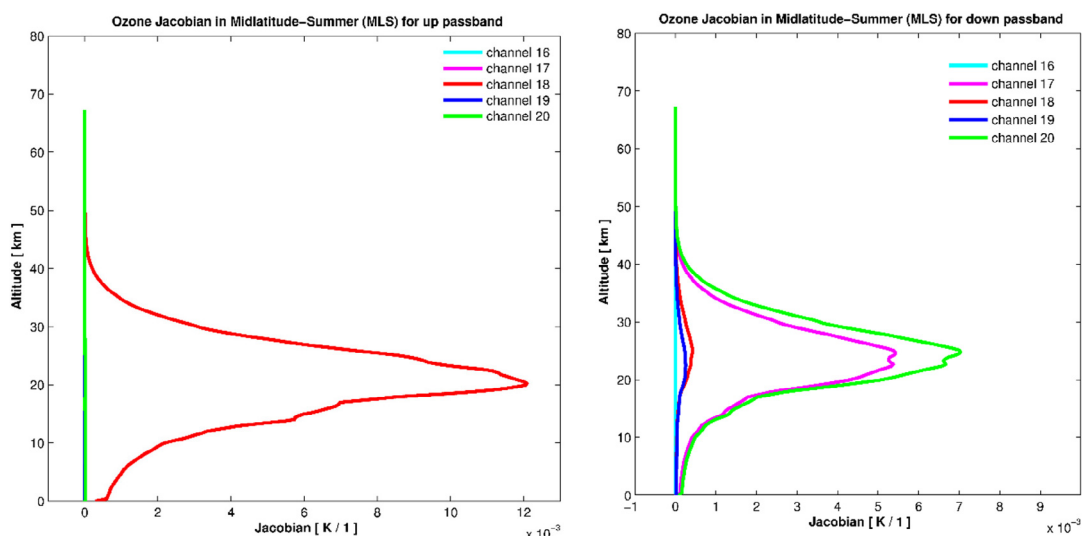 Ozone Jacobian in Midlatitude-Summer (MLS) for up passband
80
70
60
50
40
30
20
10
0
Altitude [ km ]
channel 16
channel 17
channel 18
channel 19
channel 20
0 2 4 6 8 10 12
Jacobian [ K / 1 ]
x 10⁻³
Ozone Jacobian in Midlatitude-Summer (MLS) for down passband
80
70
60
50
40
30
20
10
0
Altitude [ km ]
channel 16
channel 17
channel 18
channel 19
channel 20
−1 0 1 2 3 4 5 6 7 8 9
Jacobian [ K / 1 ]
x 10⁻³